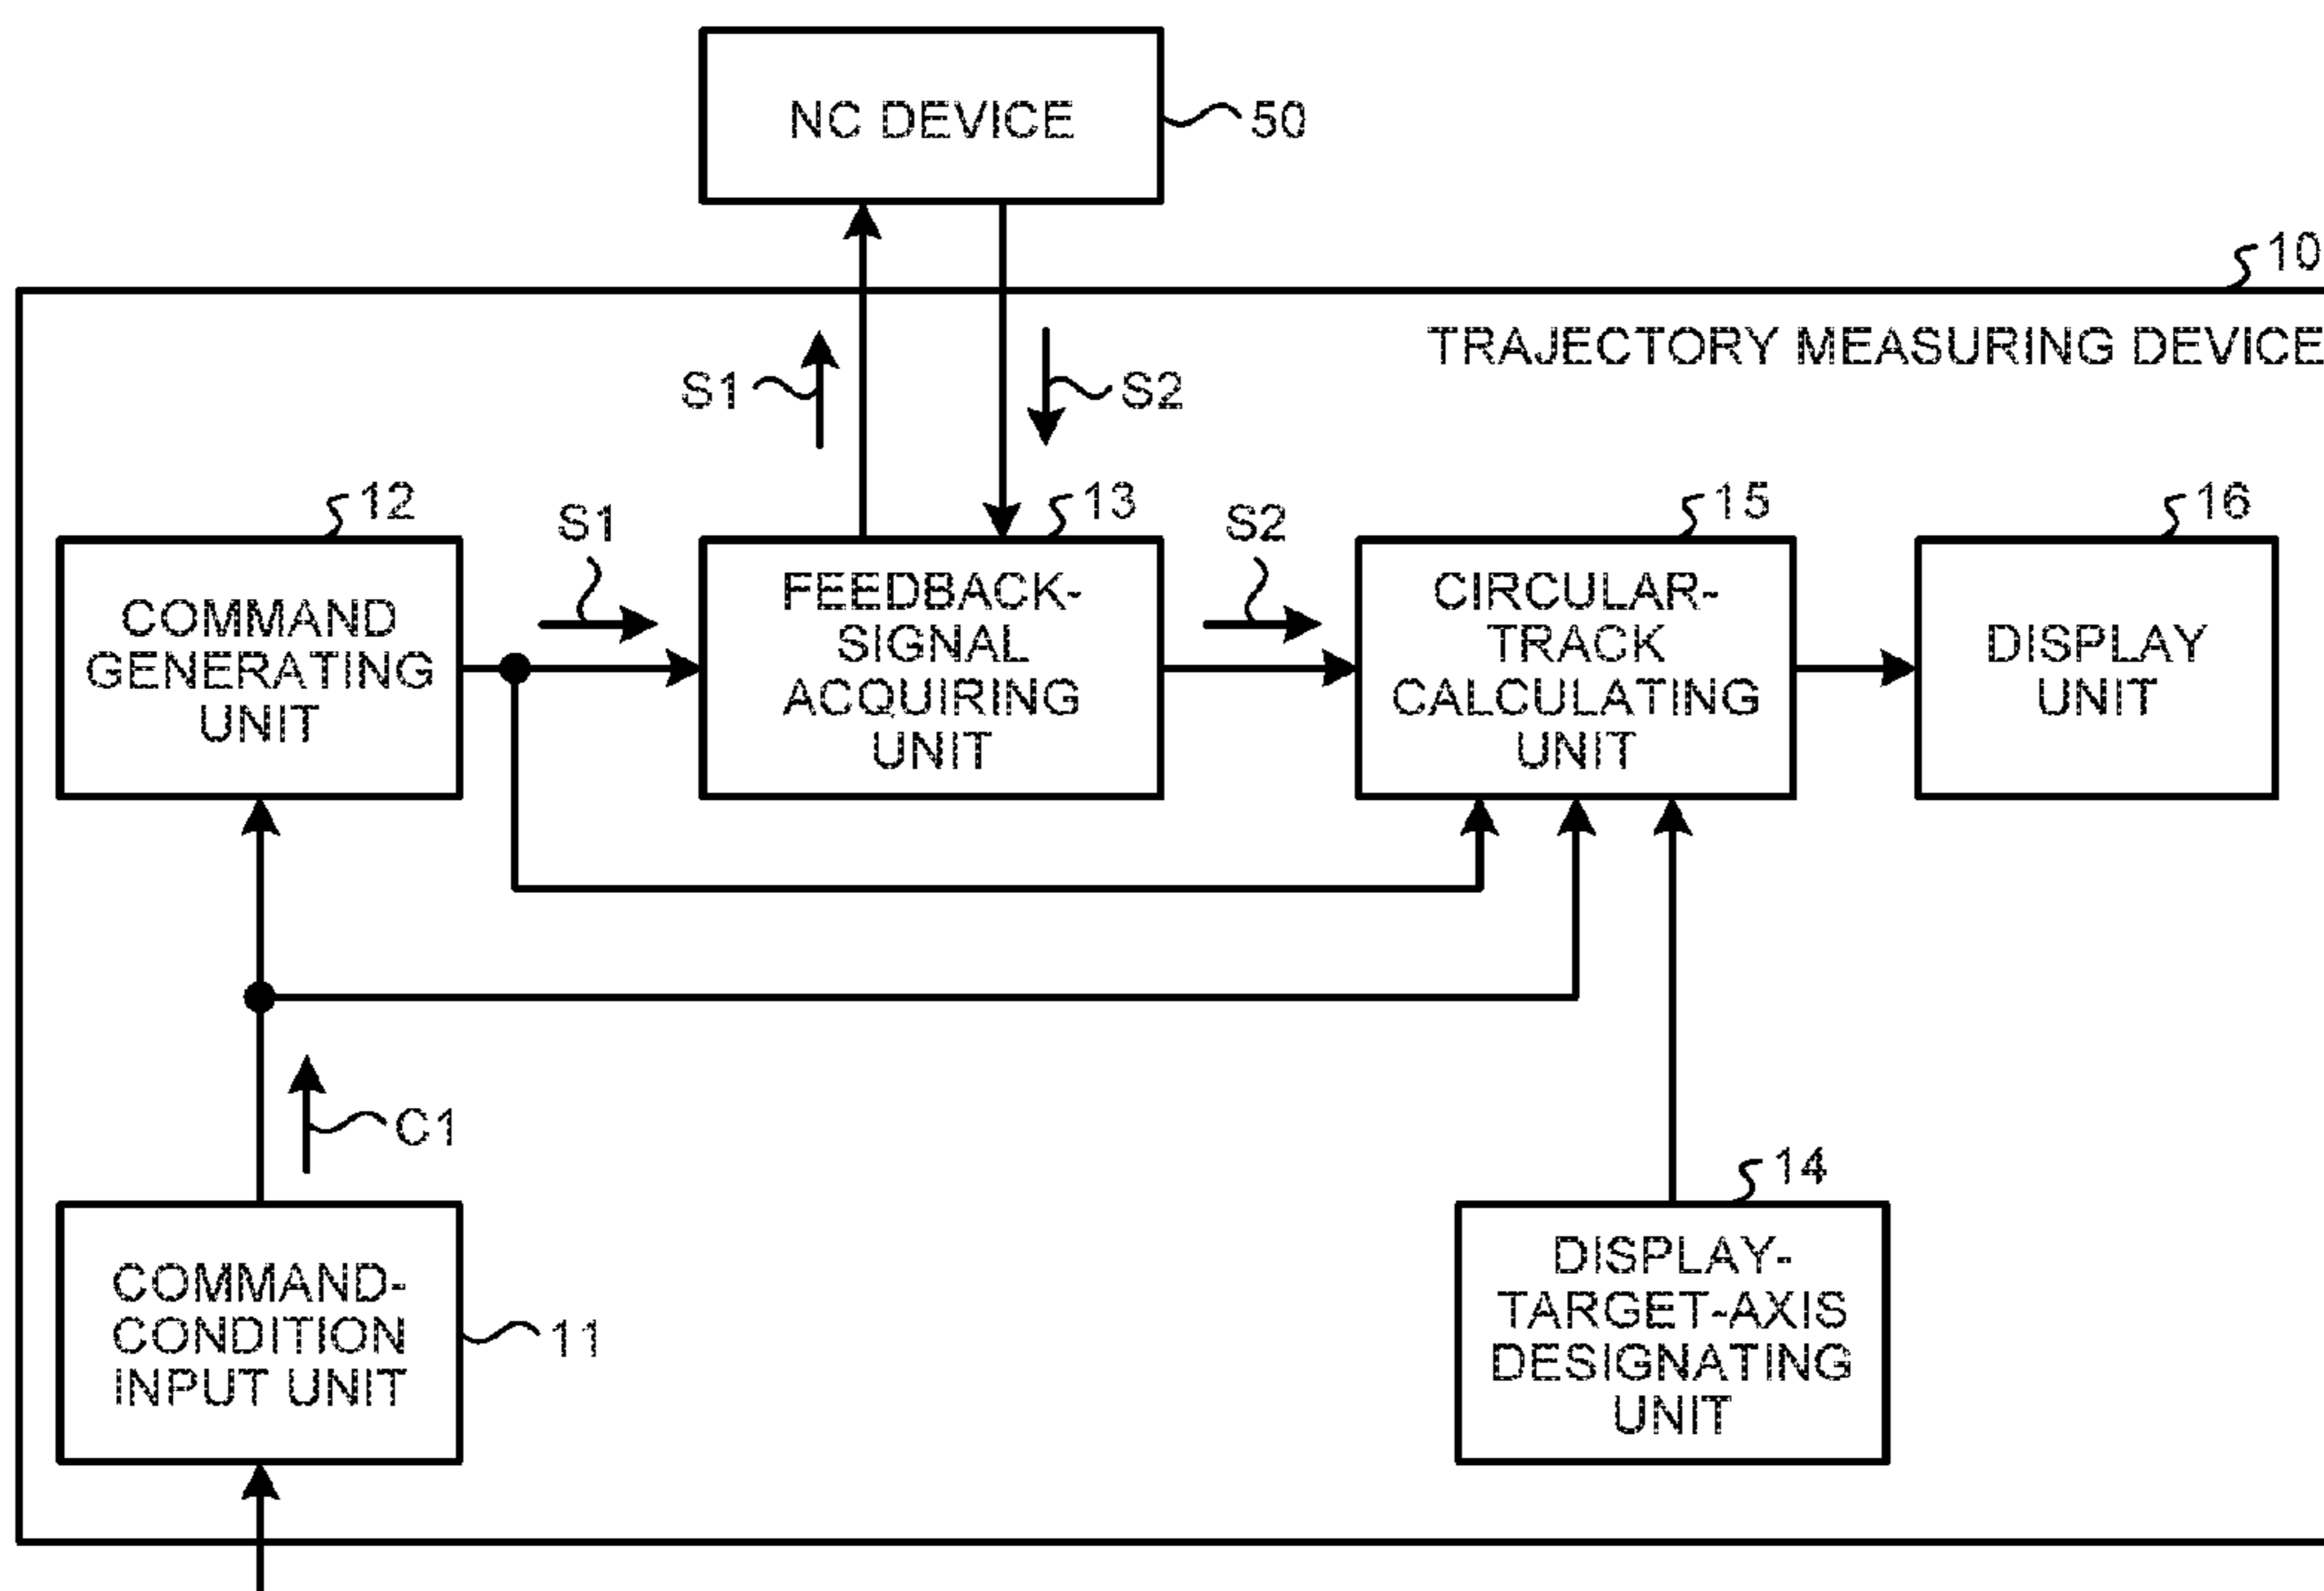 NC DEVICE
50
10
TRAJECTORY MEASURING DEVICE
S1
S2
12
S1
13
S2
15
16
COMMAND
GENERATING
UNIT
FEEDBACK-
SIGNAL
ACQUIRING
UNIT
CIRCULAR-
TRACK
CALCULATING
UNIT
DISPLAY
UNIT
C1
14
COMMAND-
CONDITION
INPUT UNIT
11
DISPLAY-
TARGET-AXIS
DESIGNATING
UNIT